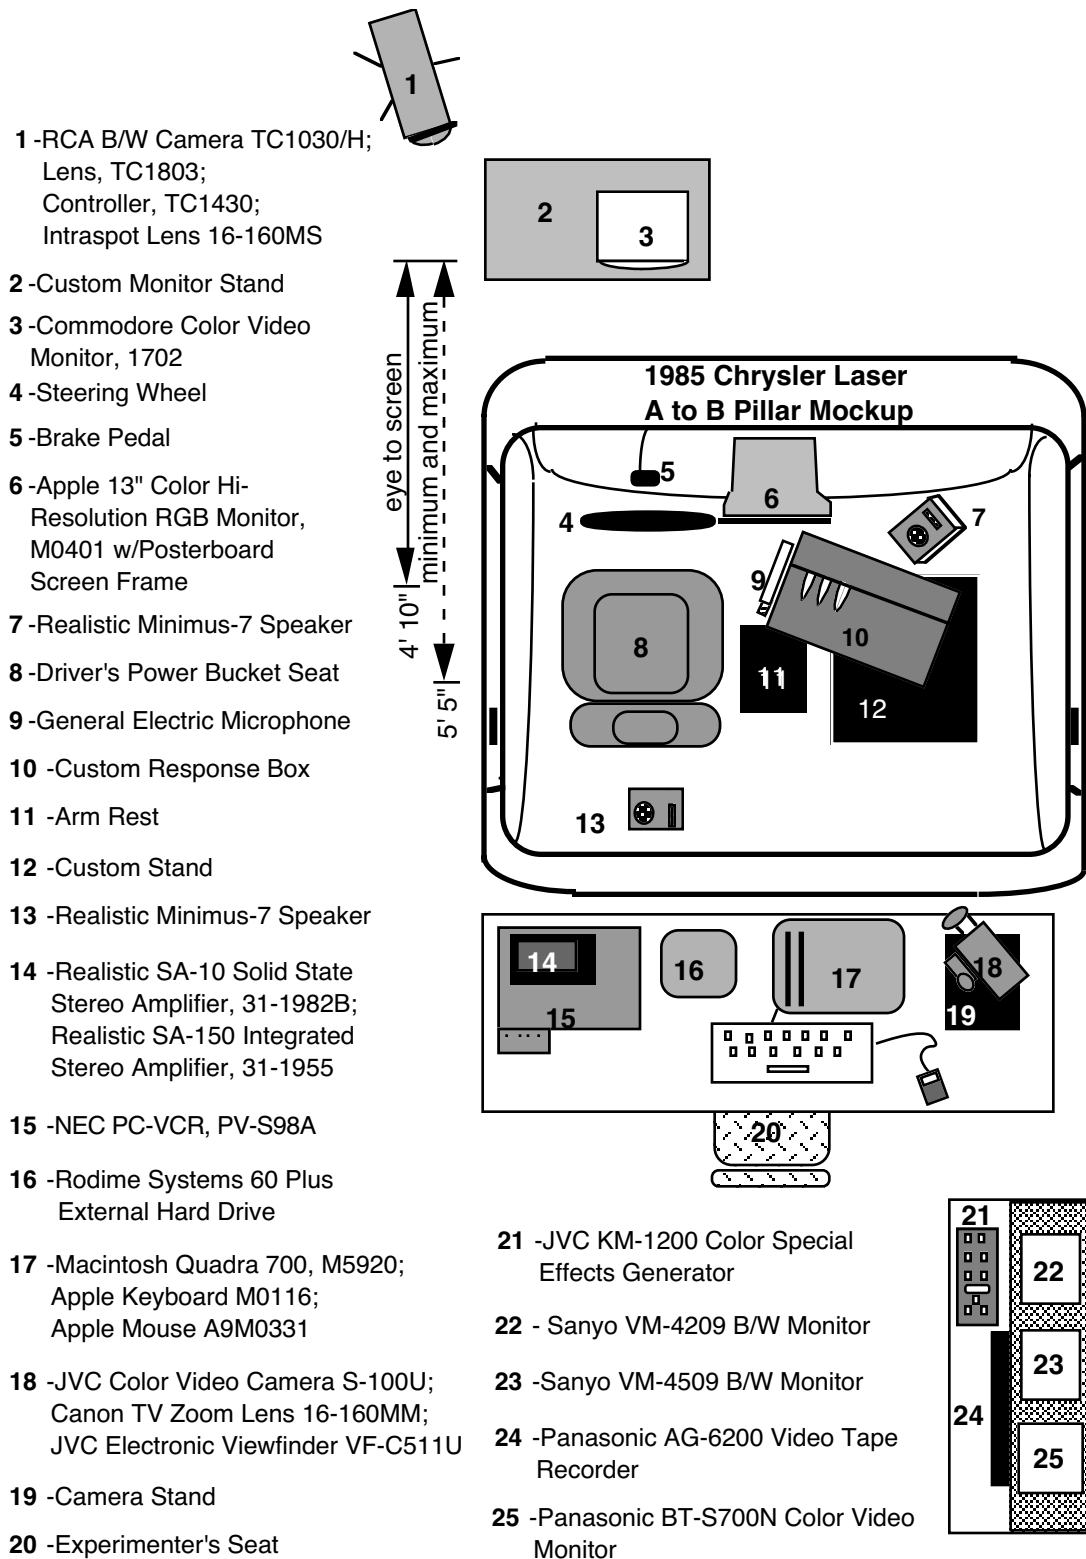 1
1 -RCA B/W Camera TC1030/H;
Lens, TC1803;
Controller, TC1430;
Intraspot Lens 16-160MS
2 -Custom Monitor Stand
3 -Commodore Color Video
Monitor, 1702
4 -Steering Wheel
5 -Brake Pedal
6 -Apple 13" Color Hi-
Resolution RGB Monitor,
M0401 w/Posterboard
Screen Frame
7 -Realistic Minimus-7 Speaker
8 -Driver's Power Bucket Seat
9 -General Electric Microphone
10 -Custom Response Box
11 -Arm Rest
12 -Custom Stand
13 -Realistic Minimus-7 Speaker
14 -Realistic SA-10 Solid State
Stereo Amplifier, 31-1982B;
Realistic SA-150 Integrated
Stereo Amplifier, 31-1955
15 -NEC PC-VCR, PV-S98A
16 -Rodime Systems 60 Plus
External Hard Drive
17 -Macintosh Quadra 700, M5920;
Apple Keyboard M0116;
Apple Mouse A9M0331
18 -JVC Color Video Camera S-100U;
Canon TV Zoom Lens 16-160MM;
JVC Electronic Viewfinder VF-C511U
19 -Camera Stand
20 -Experimenter's Seat
21 -JVC KM-1200 Color Special
Effects Generator
22 - Sanyo VM-4209 B/W Monitor
23 -Sanyo VM-4509 B/W Monitor
24 -Panasonic AG-6200 Video Tape
Recorder
25 -Panasonic BT-S700N Color Video
Monitor
2
3
eye to screen
minimum and maximum
4' 10"
5' 5"
1985 Chrysler Laser
A to B Pillar Mockup
5
6
4
7
9
8
10
11
12
13
14
15
16
17
18
19
20
21
22
23
24
25